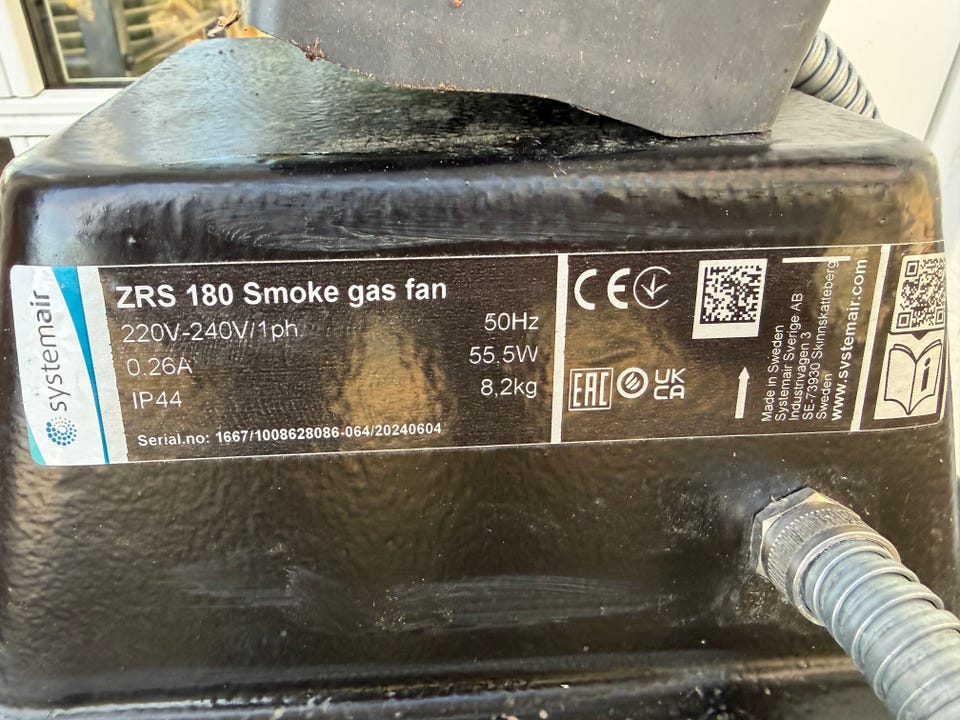 systemair
ZRS 180 Smoke gas fan
220V-240V/1ph 50Hz
0.26A 55.5W
IP44 8,2kg
Serial.no: 1667/1008628086-064/20240604
CE
EAC
UK
CA
Made in Sweden
Systemair Sverige AB
Industrivägen 3
SE-73930 Skinnskatteberg
Sweden
www.systemair.com
i